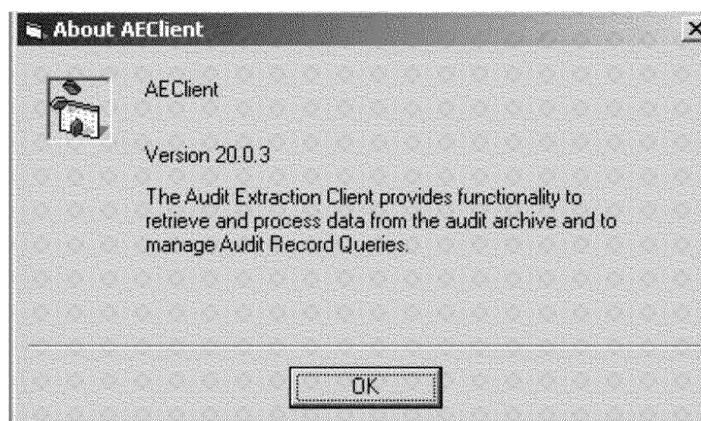 About AEClient
AEClient
Version 20.0.3
The Audit Extraction Client provides functionality to
retrieve and process data from the audit archive and to
manage Audit Record Queries.
OK